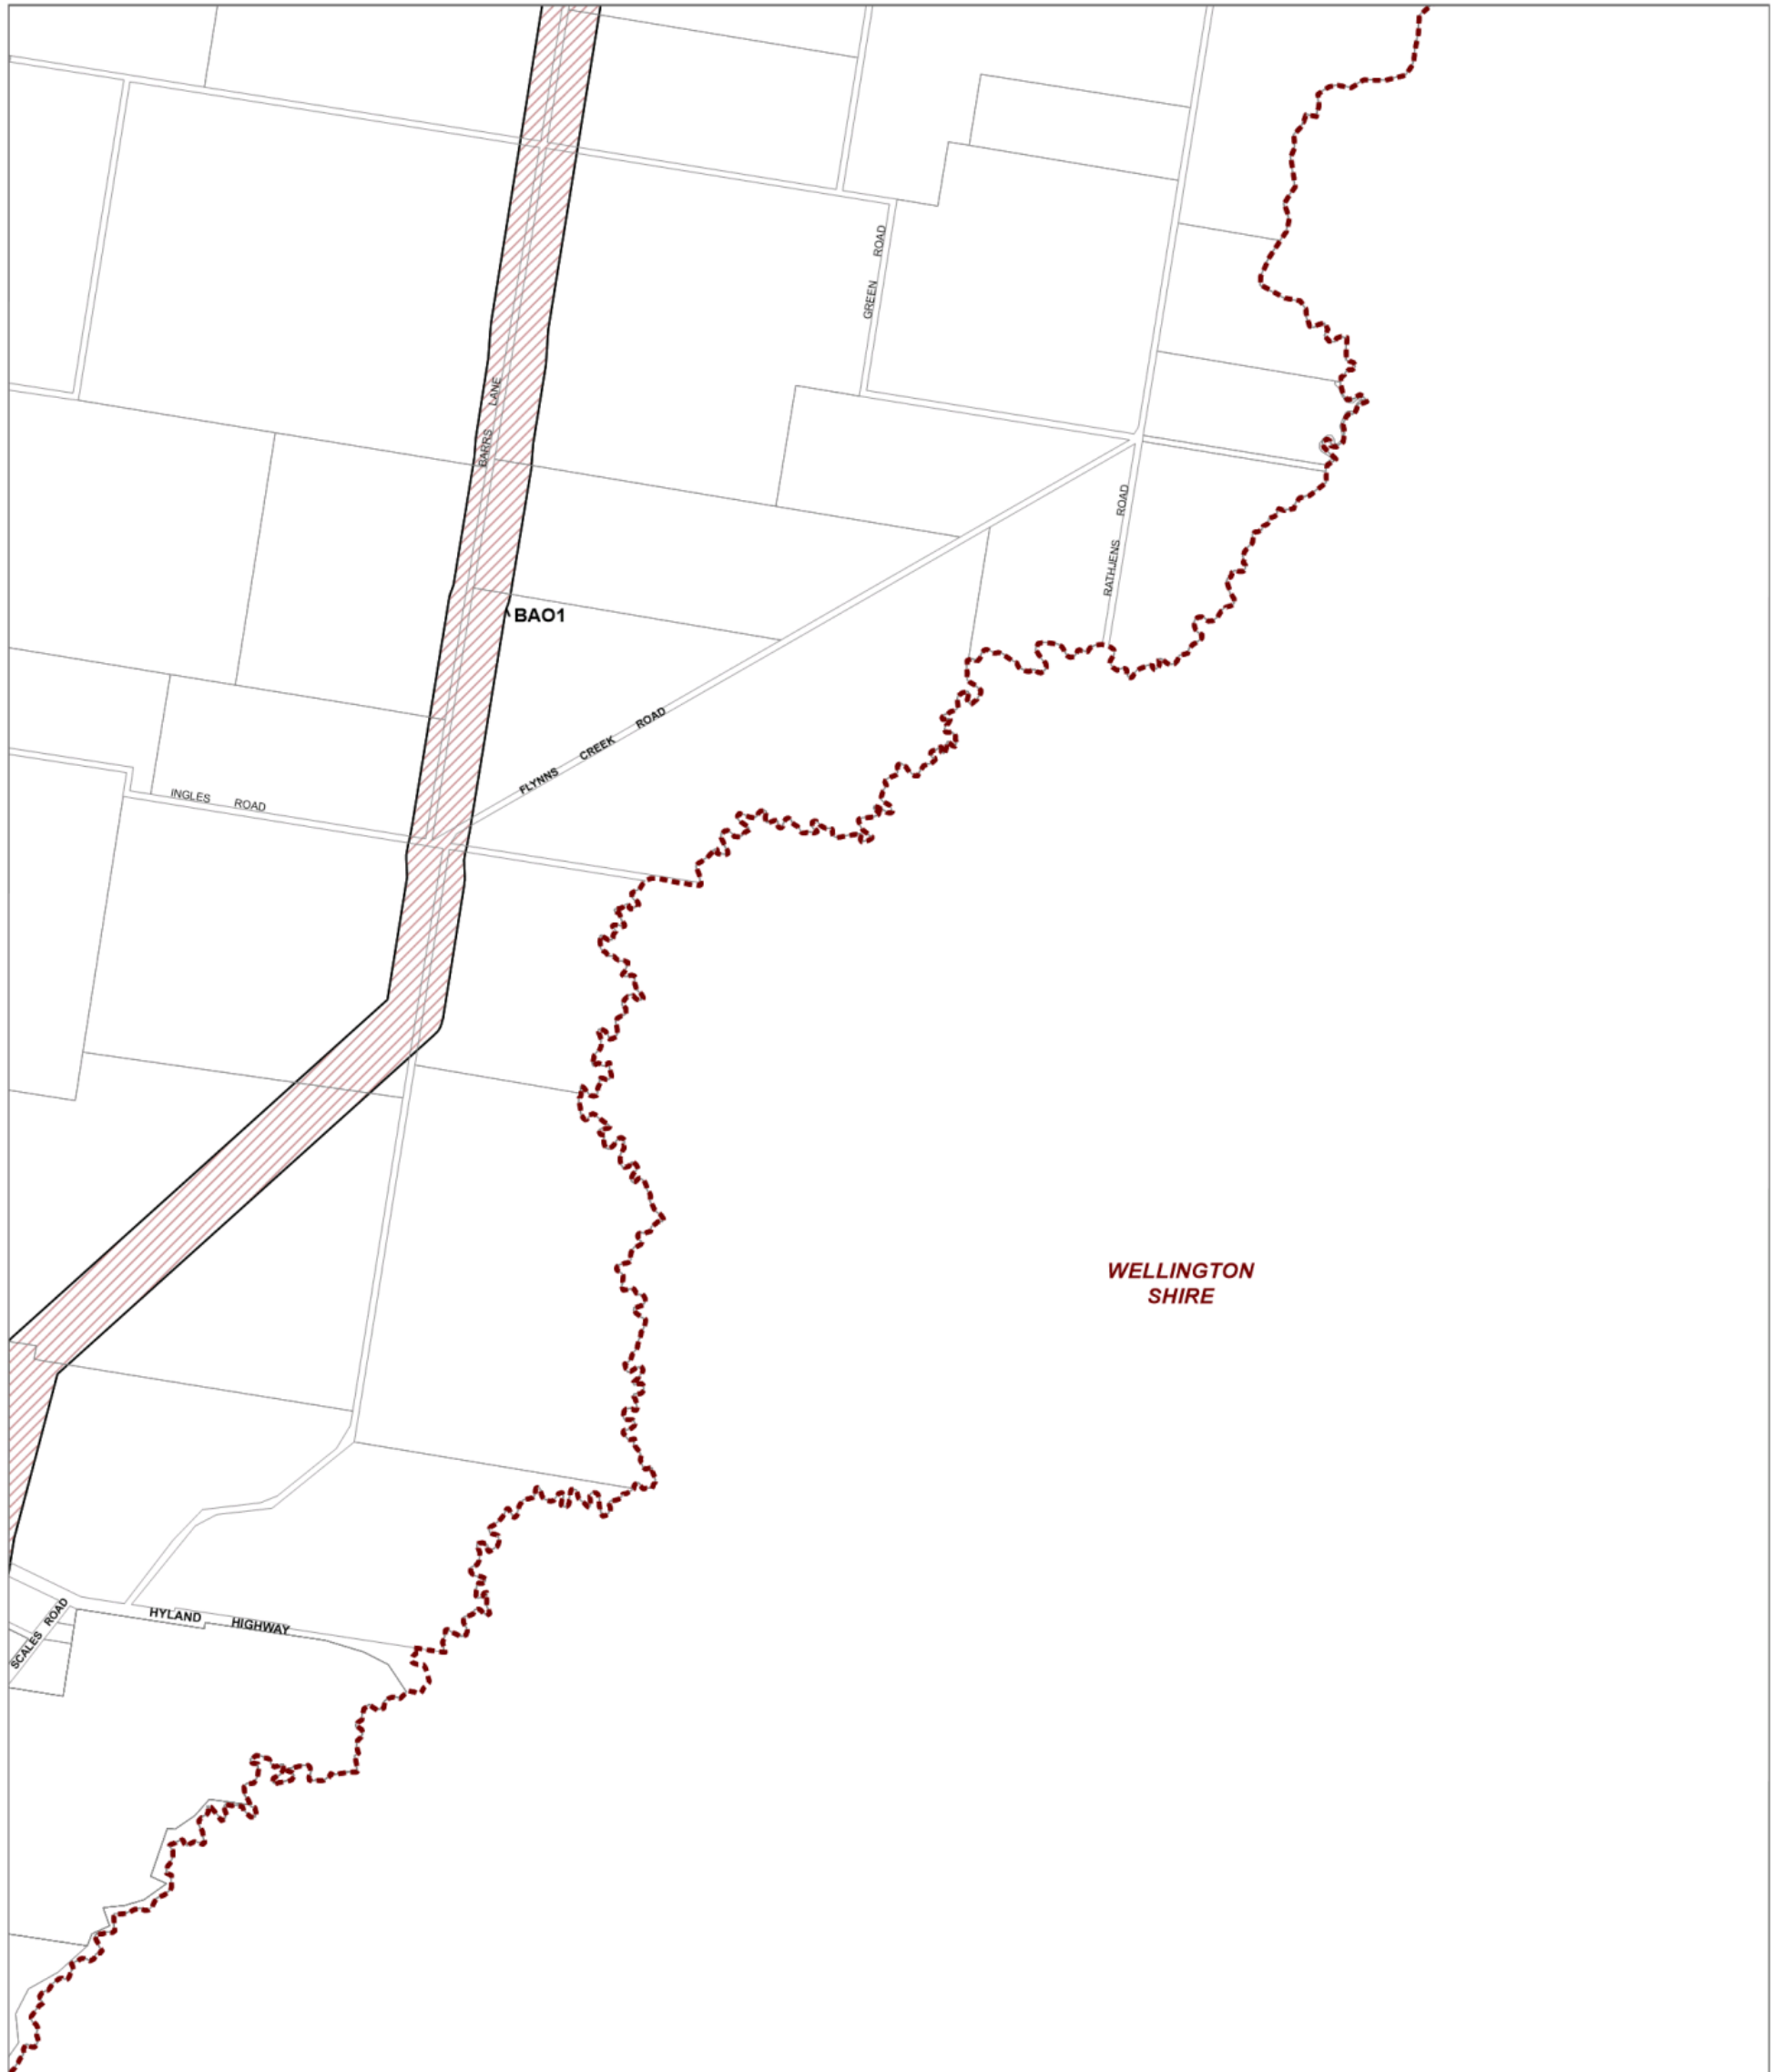 GREEN ROAD
BARRS LANE
RATHJENS ROAD
BAO1
FLYNNS CREEK ROAD
INGLES ROAD
WELLINGTON
SHIRE
HYLAND HIGHWAY
SCALES ROAD